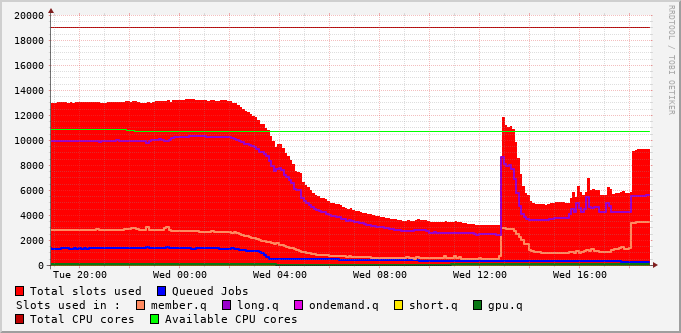 20000
18000
16000
14000
12000
10000
8000
6000
4000
2000
0
Tue 20:00 Wed 00:00 Wed 04:00 Wed 08:00 Wed 12:00 Wed 16:00
Total slots used Queued Jobs
Slots used in : member.q long.q ondemand.q short.q gpu.q
Total CPU cores Available CPU cores
RRDTOOL / TOBI OETIKER